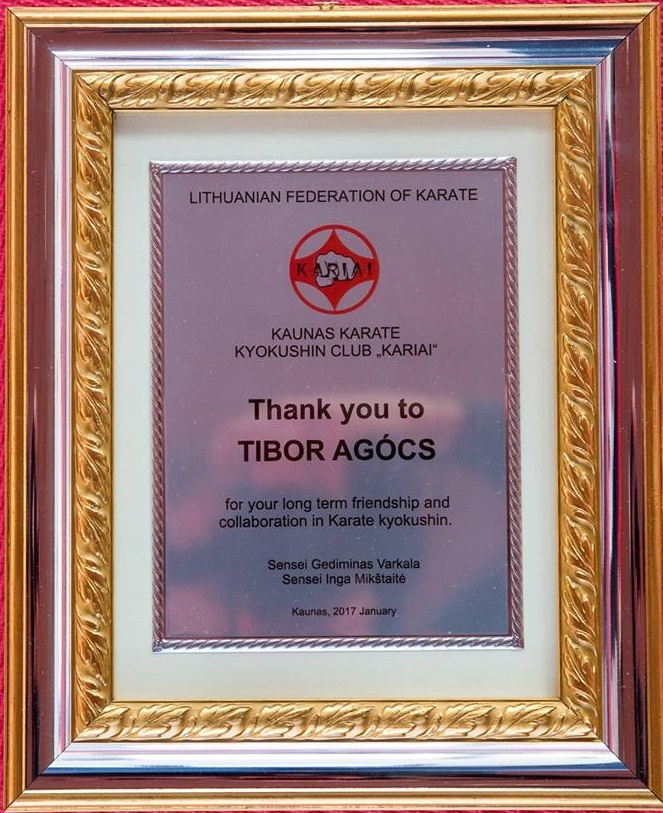 LITHUANIAN FEDERATION OF KARATE
KARIAI
KAUNAS KARATE
KYOKUSHIN CLUB „KARIAI“
Thank you to
TIBOR AGÓCS
for your long term friendship and
collaboration in Karate kyokushin.
Sensei Gediminas Varkala
Sensei Inga Mikštaitė
Kaunas, 2017 January